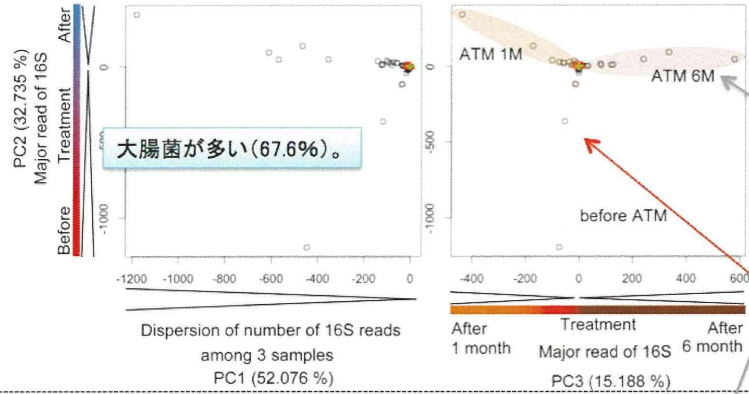 PC2 (32.735 %)
Major read of 16S
Before Treatment After
0
-500
-1000
大腸菌が多い(67.6%)。
-1200 -1000 -800 -600 -400 -200 0
Dispersion of number of 16S reads
among 3 samples
PC1 (52.076 %)
0
-500
-1000
ATM 1M
ATM 6M
before ATM
-400 -200 0 200 400 600
After
1 month
Treatment
Major read of 16S
After
6 month
PC3 (15.188 %)